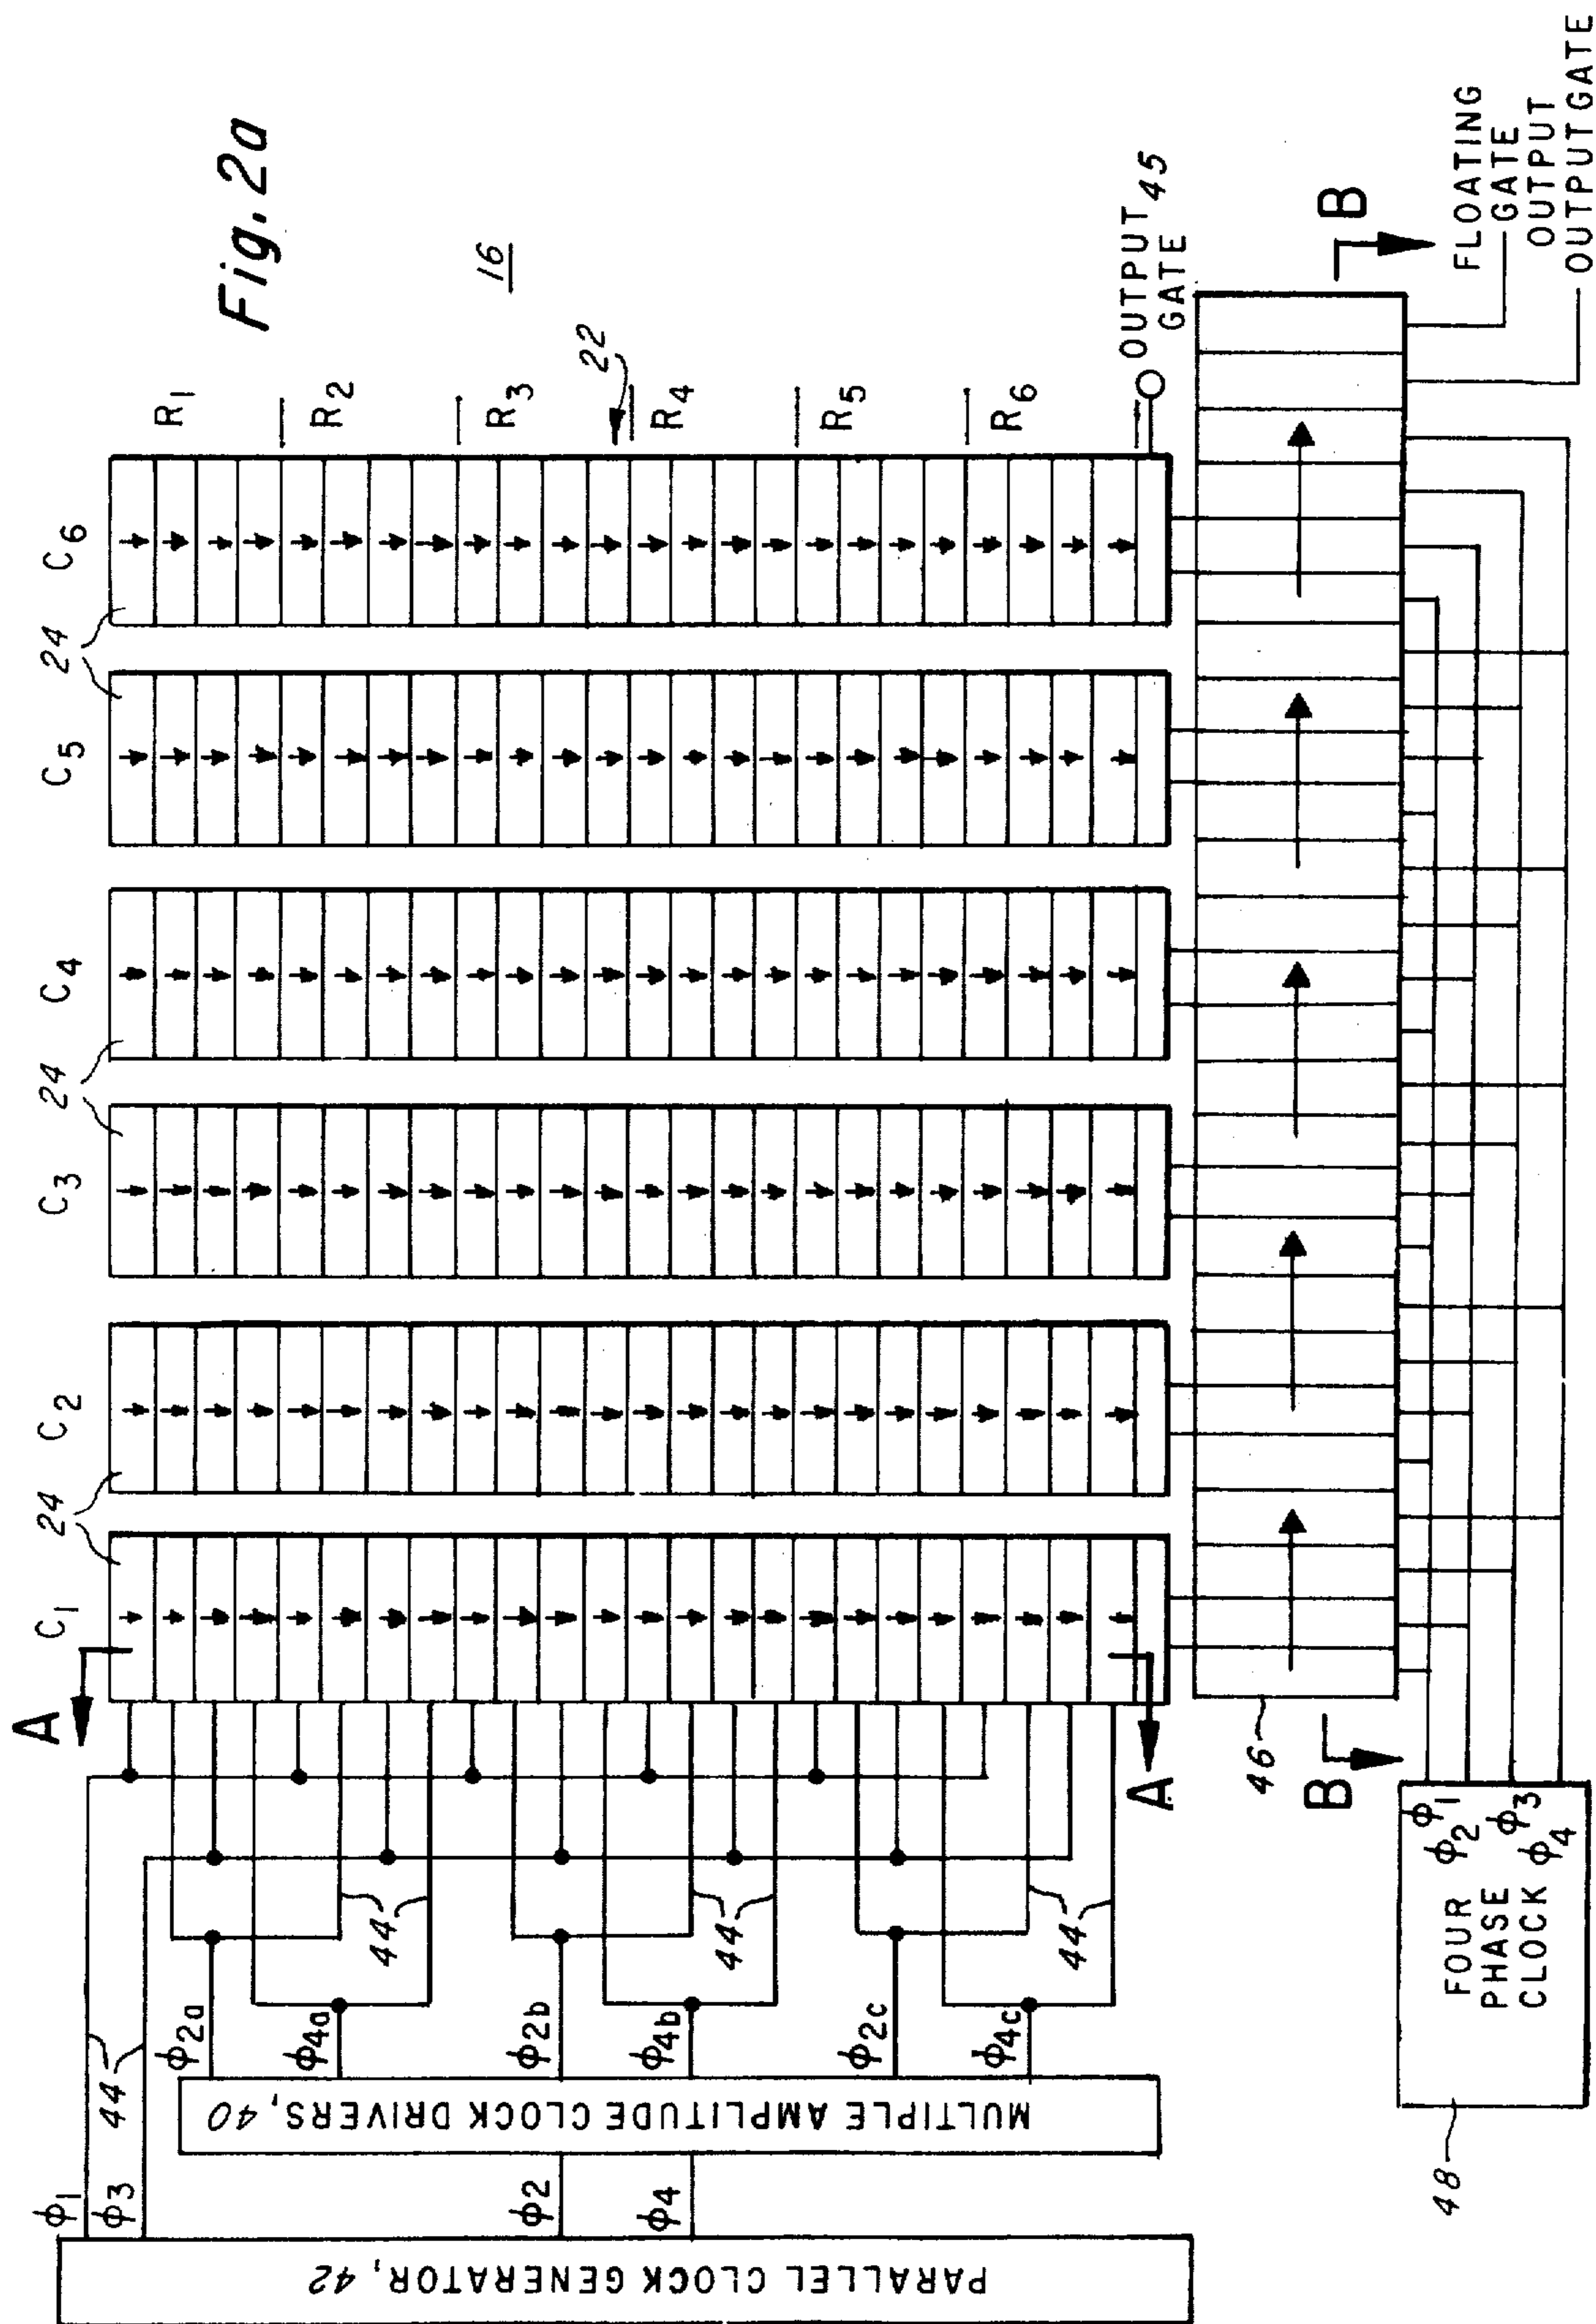 Fig. 2a
16
22
C1
C2
C3
C4
C5
C6
24
24
24
R1
R2
R3
R4
R5
R6
A
A
OUTPUT
GATE
45
PARALLEL CLOCK GENERATOR, 42
ϕ1
ϕ3
ϕ2
ϕ4
MULTIPLE AMPLITUDE CLOCK DRIVERS, 40
ϕ2a
ϕ4a
ϕ2b
ϕ4b
ϕ2c
ϕ4c
44
44
44
44
46
B
B
48
FOUR
PHASE
CLOCK
ϕ1
ϕ2
ϕ3
ϕ4
FLOATING
GATE
OUTPUT
OUTPUT GATE